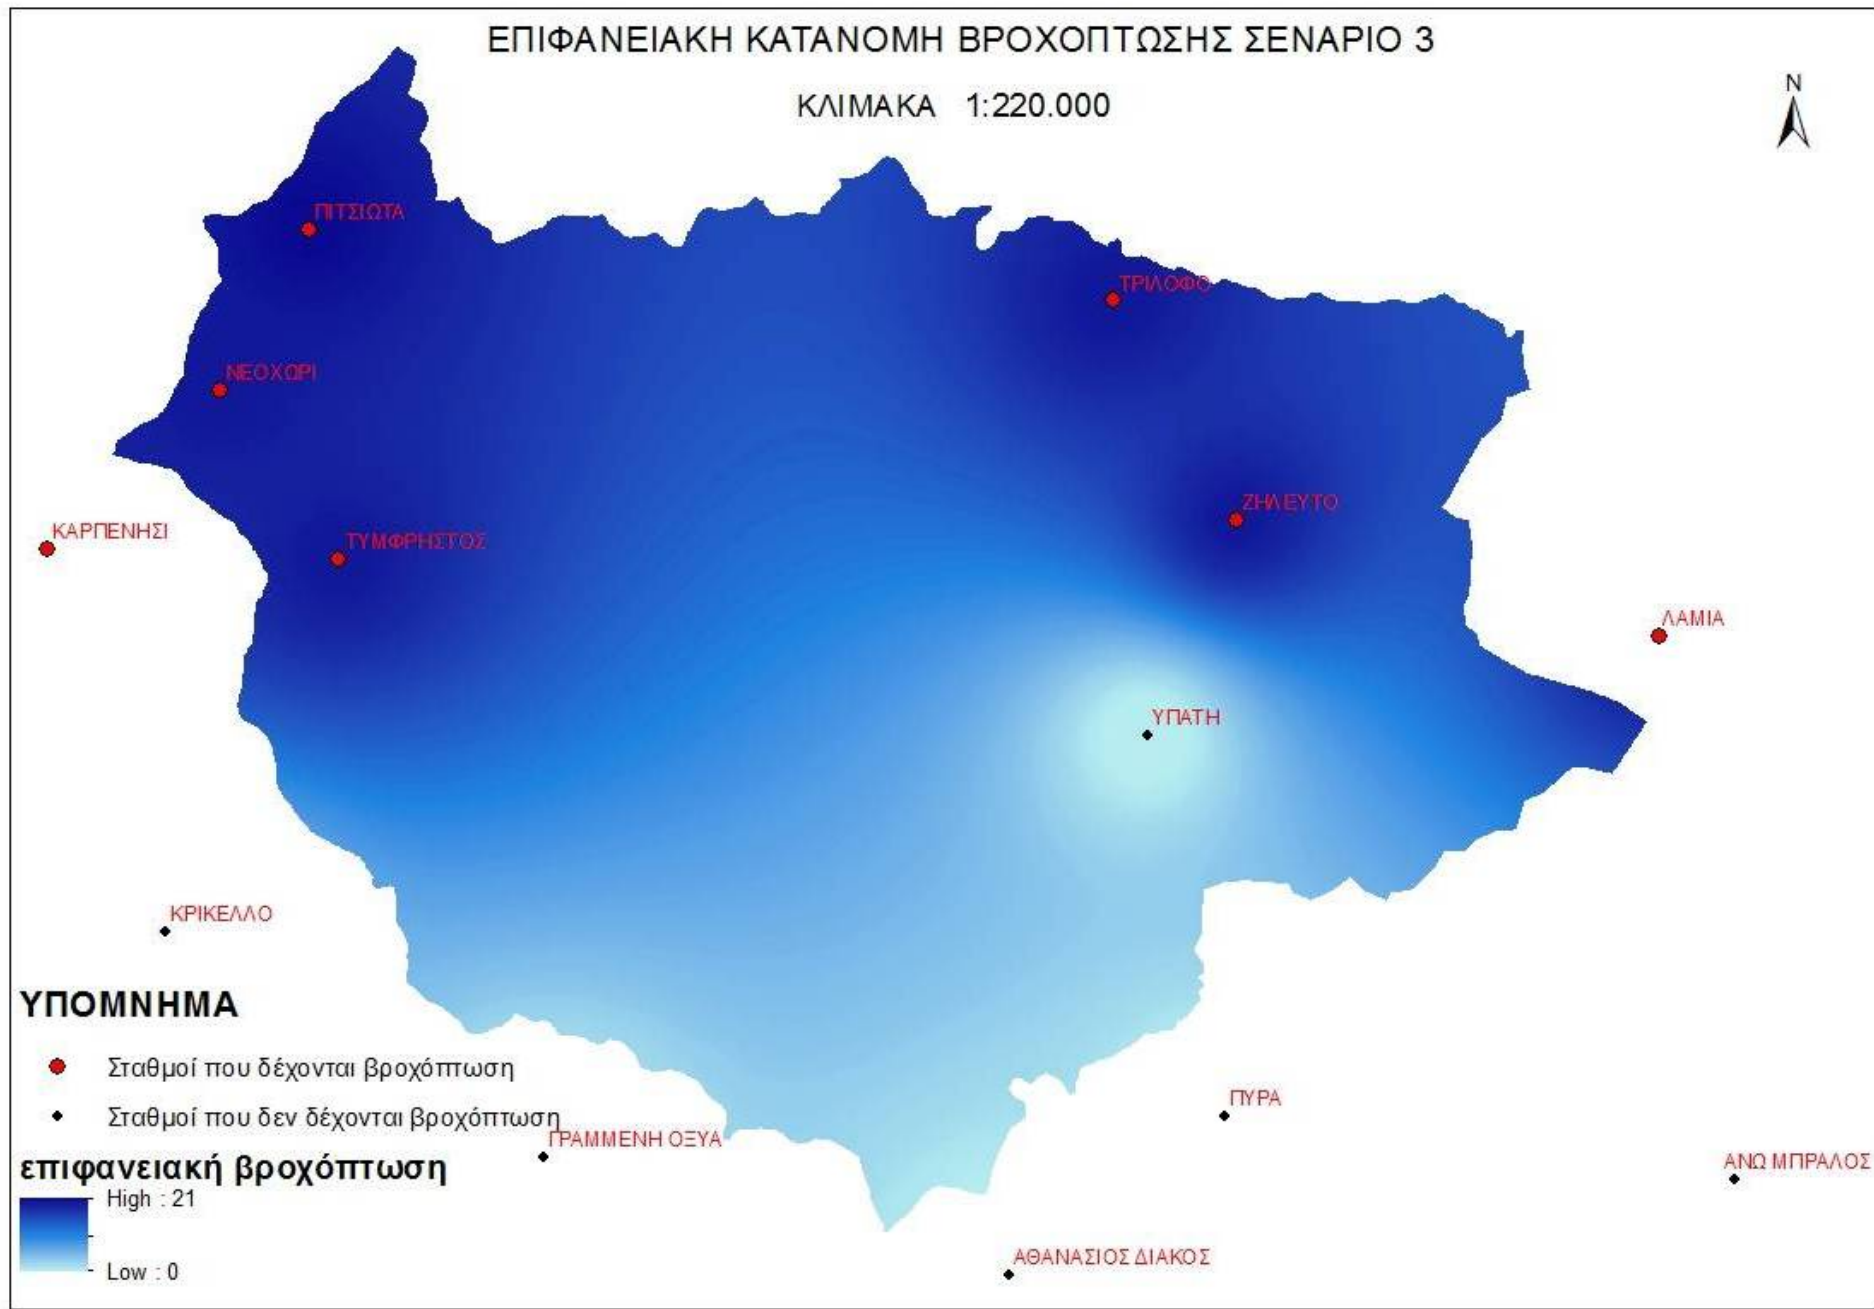 ΕΠΙΦΑΝΕΙΑΚΗ ΚΑΤΑΝΟΜΗ ΒΡΟΧΟΠΤΩΣΗΣ ΣΕΝΑΡΙΟ 3
ΚΛΙΜΑΚΑ 1:220.000
N
ΠΙΤΣΙΩΤΑ
ΤΡΙΛΟΦΟ
ΝΕΟΧΩΡΙ
ΖΗΛΕΥΤΟ
ΚΑΡΠΕΝΗΣΙ
ΤΥΜΦΡΗΣΤΟΣ
ΛΑΜΙΑ
ΥΠΑΤΗ
ΚΡΙΚΕΛΛΟ
ΥΠΟΜΝΗΜΑ
Σταθμοί που δέχονται βροχόπτωση
Σταθμοί που δεν δέχονται βροχόπτωση
ΠΥΡΑ
ΓΡΑΜΜΕΝΗ ΟΞΥΑ
ΑΝΩ ΜΠΡΑΛΟΣ
επιφανειακή βροχόπτωση
High : 21
Low : 0
ΑΘΑΝΑΣΙΟΣ ΔΙΑΚΟΣ